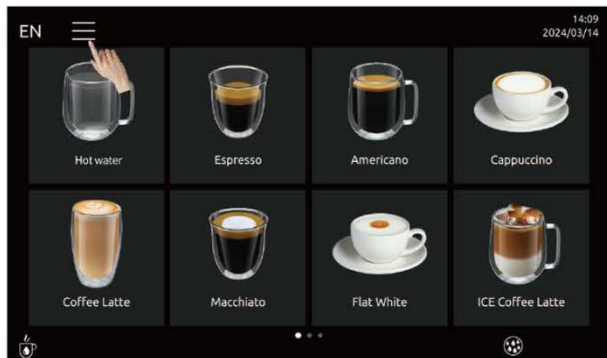 EN
14:09
2024/03/14
Hot water
Espresso
Americano
Cappuccino
Coffee Latte
Macchiato
Flat White
ICE Coffee Latte